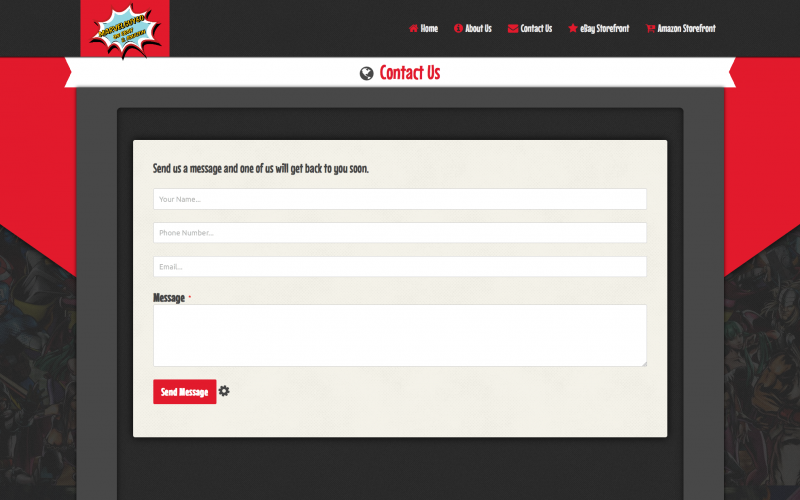 Home
About Us
Contact Us
eBay Storefront
Amazon Storefront
Contact Us
Send us a message and one of us will get back to you soon.
Your Name...
Phone Number...
Email...
Message *
Send Message